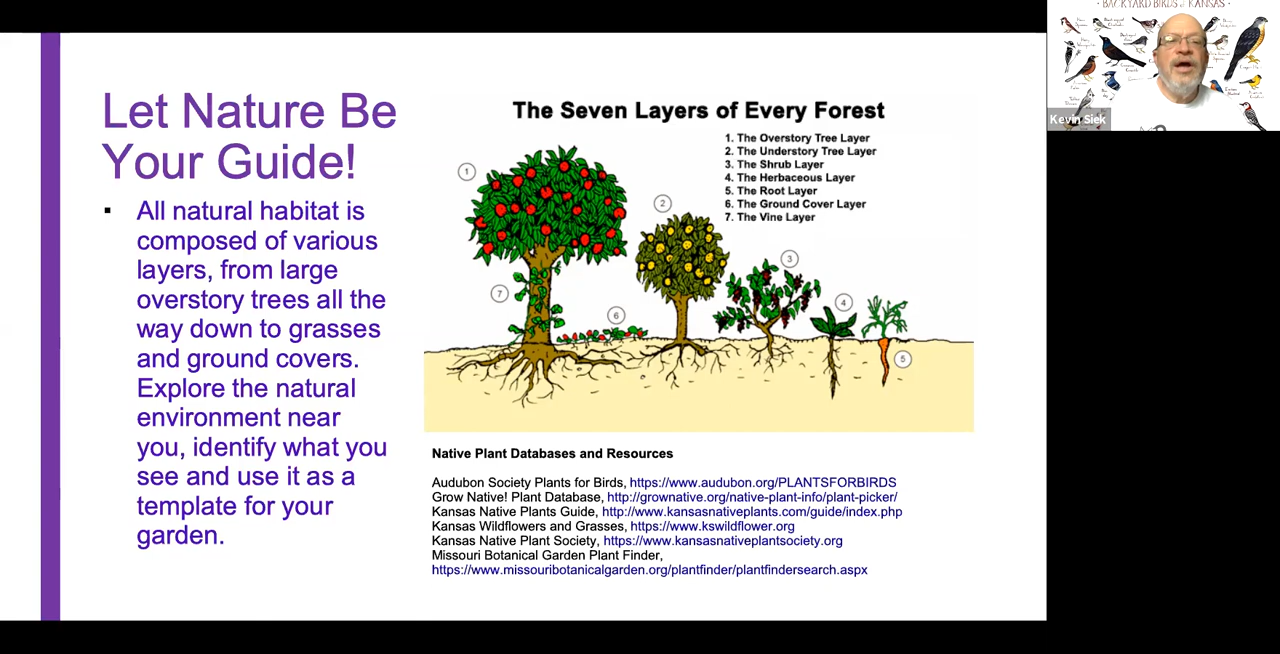 Let Nature Be
Your Guide!
▪ All natural habitat is
composed of various
layers, from large
overstory trees all the
way down to grasses
and ground covers.
Explore the natural
environment near
you, identify what you
see and use it as a
template for your
garden.
The Seven Layers of Every Forest
1. The Overstory Tree Layer
2. The Understory Tree Layer
3. The Shrub Layer
4. The Herbaceous Layer
5. The Root Layer
6. The Ground Cover Layer
7. The Vine Layer
1
2
3
7
6
4
5
Native Plant Databases and Resources
Audubon Society Plants for Birds, https://www.audubon.org/PLANTSFORBIRDS
Grow Native! Plant Database, http://grownative.org/native-plant-info/plant-picker/
Kansas Native Plants Guide, http://www.kansasnativeplants.com/guide/index.php
Kansas Wildflowers and Grasses, https://www.kswildflower.org
Kansas Native Plant Society, https://www.kansasnativeplantsociety.org
Missouri Botanical Garden Plant Finder,
https://www.missouribotanicalgarden.org/plantfinder/plantfindersearch.aspx
BACKYARD BIRDS of KANSAS
Kevin Siek